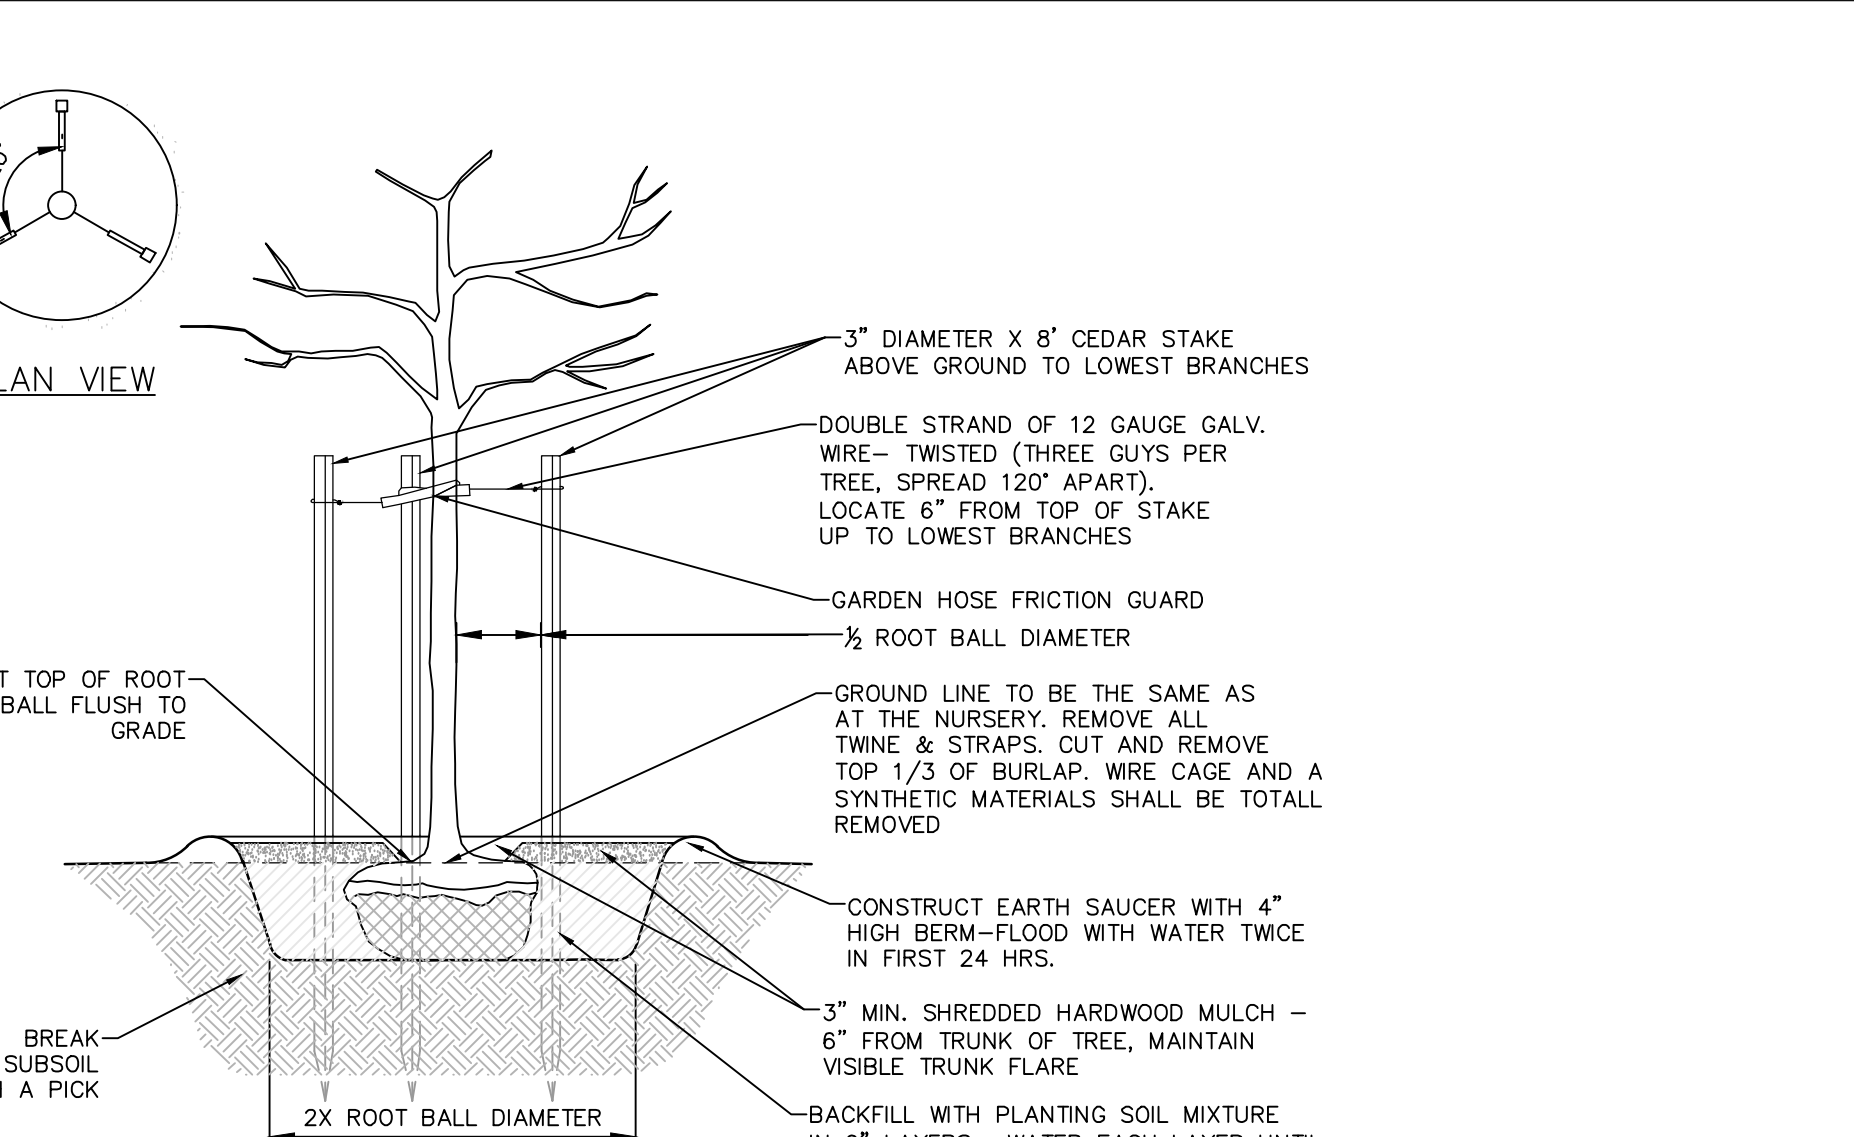 LAN VIEW
3" DIAMETER X 8' CEDAR STAKE
ABOVE GROUND TO LOWEST BRANCHES
DOUBLE STRAND OF 12 GAUGE GALV.
WIRE– TWISTED (THREE GUYS PER
TREE, SPREAD 120° APART).
LOCATE 6" FROM TOP OF STAKE
UP TO LOWEST BRANCHES
GARDEN HOSE FRICTION GUARD
½ ROOT BALL DIAMETER
T TOP OF ROOT
BALL FLUSH TO
GRADE
GROUND LINE TO BE THE SAME AS
AT THE NURSERY. REMOVE ALL
TWINE & STRAPS. CUT AND REMOVE
TOP 1/3 OF BURLAP. WIRE CAGE AND A
SYNTHETIC MATERIALS SHALL BE TOTALL
REMOVED
CONSTRUCT EARTH SAUCER WITH 4"
HIGH BERM–FLOOD WITH WATER TWICE
IN FIRST 24 HRS.
3" MIN. SHREDDED HARDWOOD MULCH –
6" FROM TRUNK OF TREE, MAINTAIN
VISIBLE TRUNK FLARE
BREAK
SUBSOIL
A PICK
2X ROOT BALL DIAMETER
BACKFILL WITH PLANTING SOIL MIXTURE